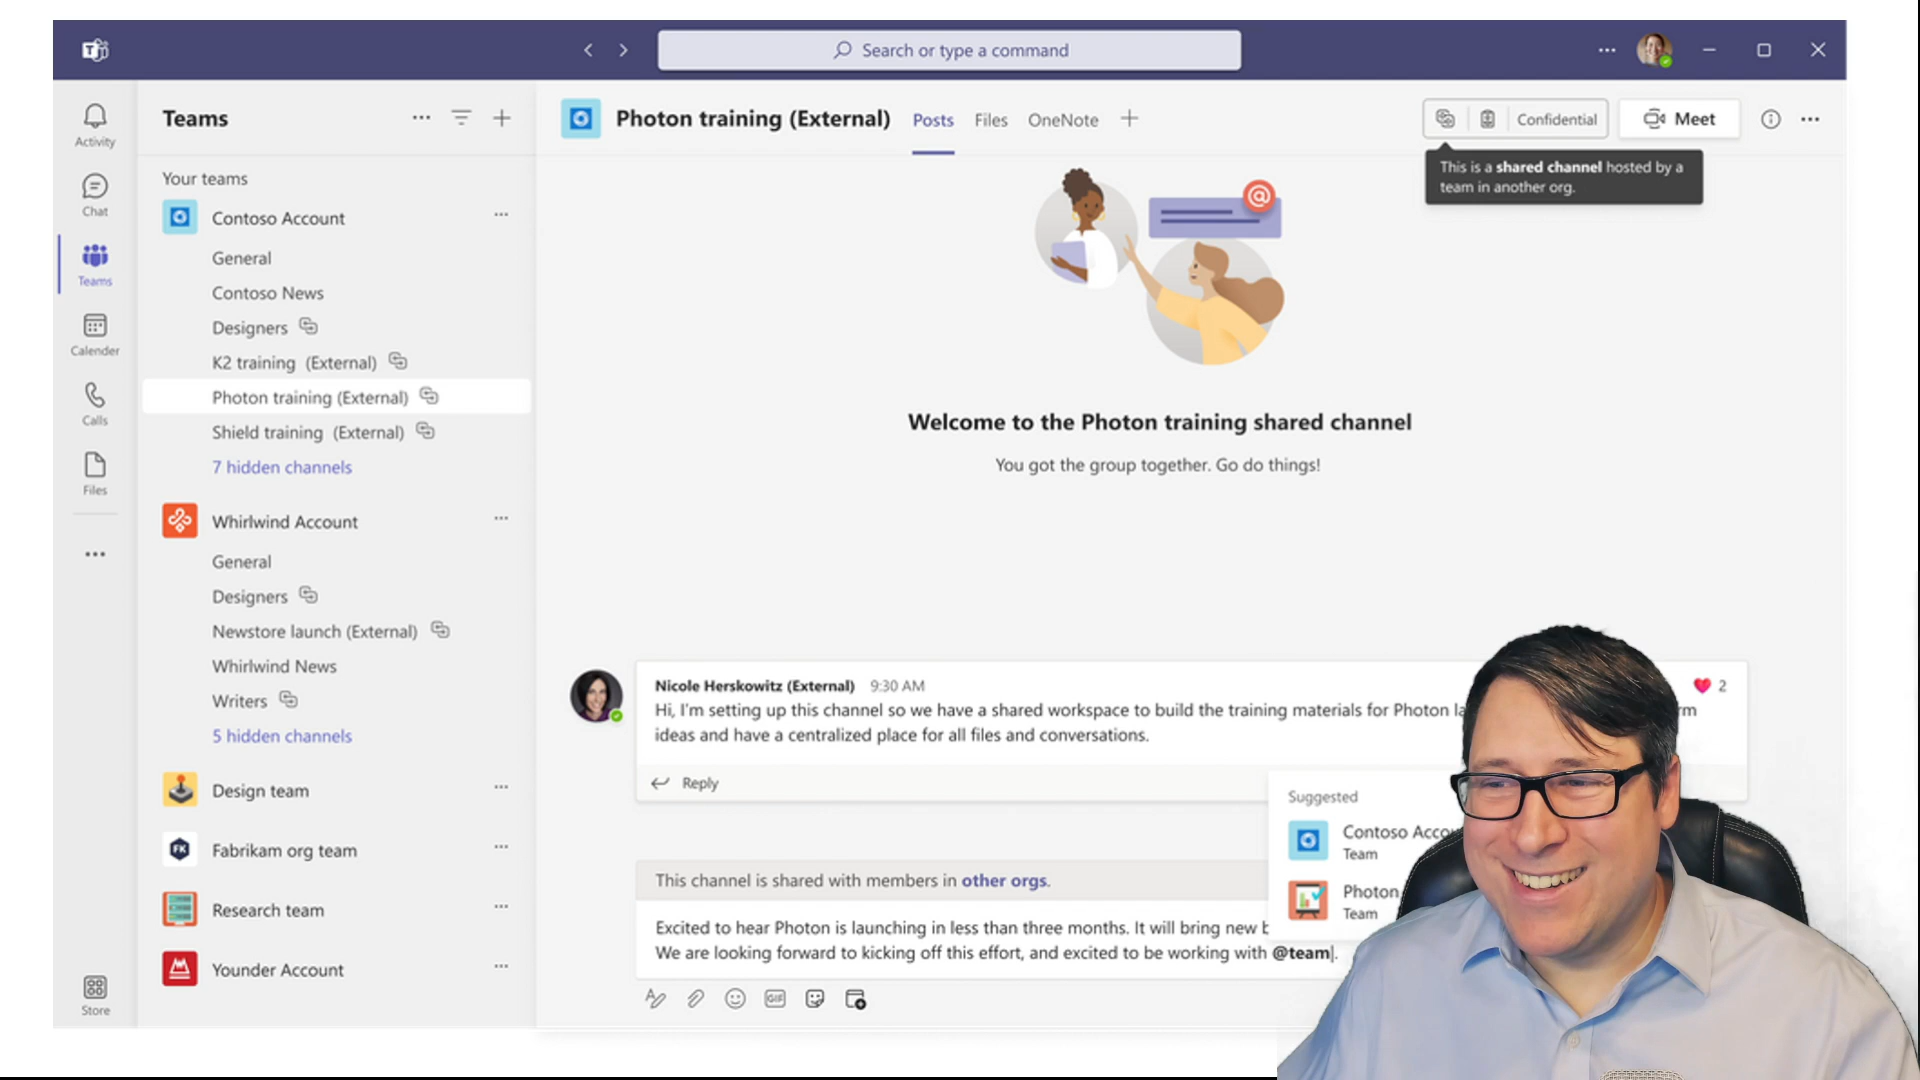 Search or type a command
Activity
Chat
Teams
Calender
Calls
Files
Store
Teams
Your teams
Contoso Account
General
Contoso News
Designers
K2 training (External)
Photon training (External)
Shield training (External)
7 hidden channels
Whirlwind Account
General
Designers
Newstore launch (External)
Whirlwind News
Writers
5 hidden channels
Design team
FK
Fabrikam org team
Research team
Younder Account
Photon training (External)
Posts
Files
OneNote
Confidential
Meet
This is a shared channel hosted by a
team in another org.
@
Welcome to the Photon training shared channel
You got the group together. Go do things!
Nicole Herskowitz (External) 9:30 AM
2
Hi, I'm setting up this channel so we have a shared workspace to build the training materials for Photon
ideas and have a centralized place for all files and conversations.
Reply
Suggested
Contoso
Team
Photon
Team
This channel is shared with members in other orgs.
Excited to hear Photon is launching in less than three months. It will bring new
We are looking forward to kicking off this effort, and excited to be working with @team.
GIF